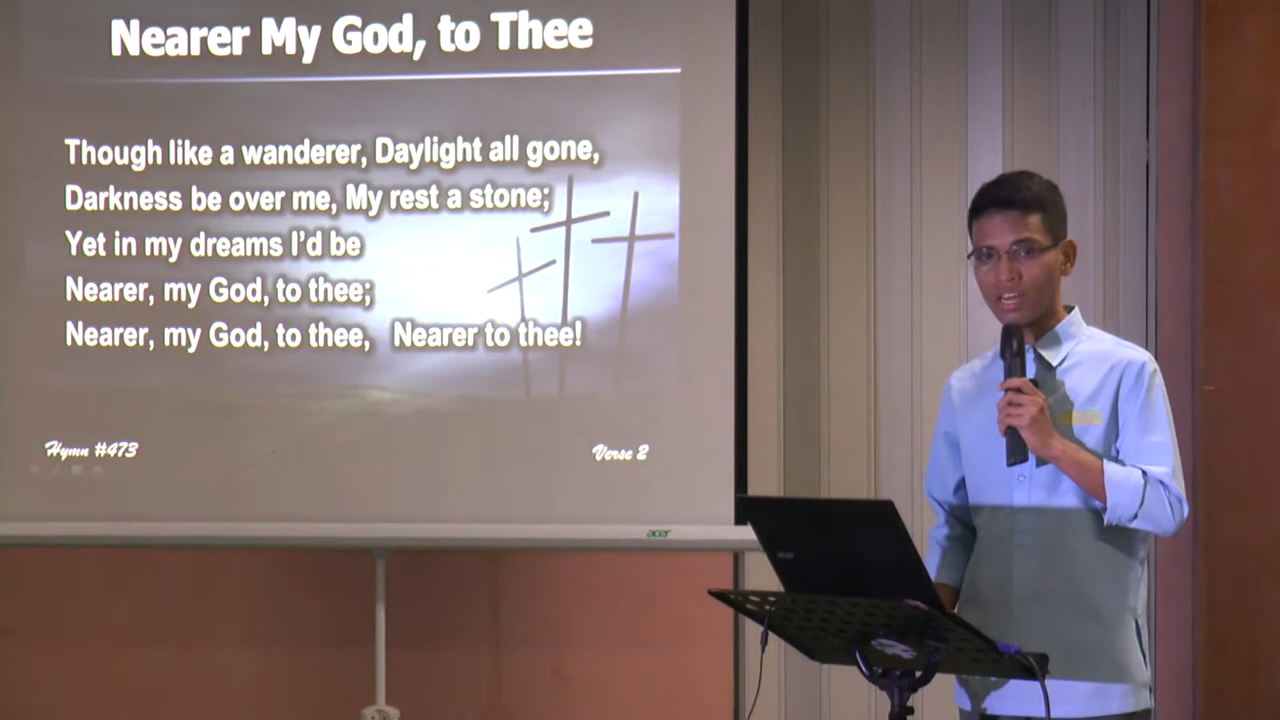 Nearer My God, to Thee
Though like a wanderer, Daylight all gone,
Darkness be over me, My rest a stone;
Yet in my dreams I'd be
Nearer, my God, to thee;
Nearer, my God, to thee, Nearer to thee!
Hymn #473
Verse 2
acer
acer